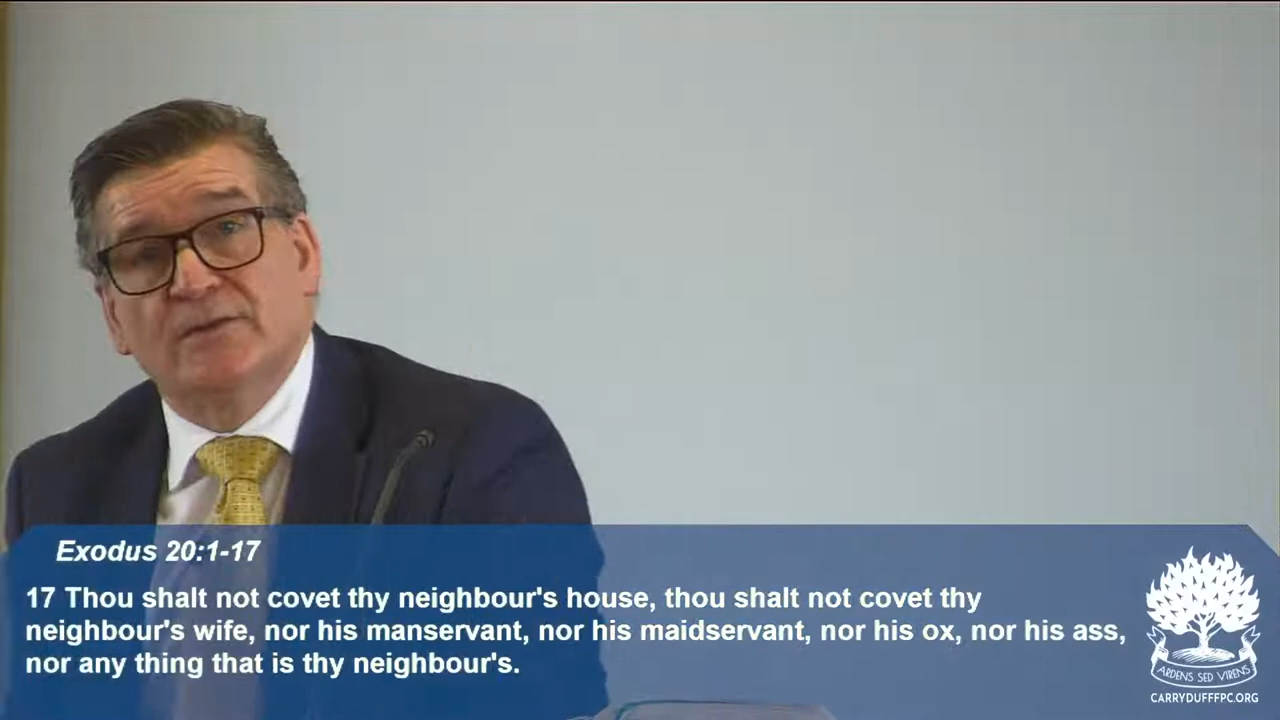 Exodus 20:1-17
17 Thou shalt not covet thy neighbour's house, thou shalt not covet thy
neighbour's wife, nor his manservant, nor his maidservant, nor his ox, nor his ass,
nor any thing that is thy neighbour's.
ARDENS SED VIRENS
CARRYDUFFFPC.ORG